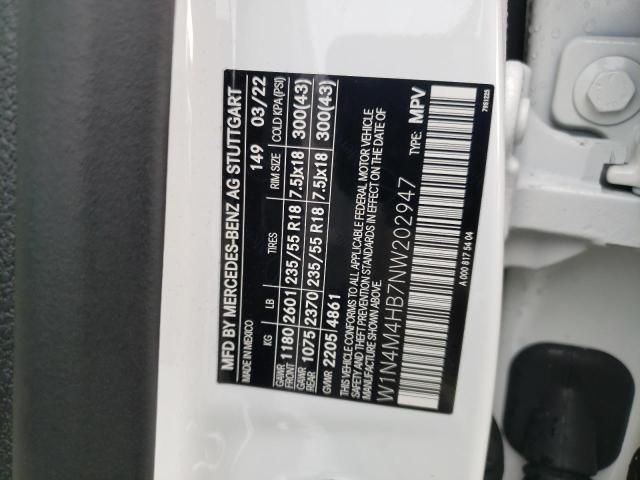 MFD BY MERCEDES-BENZ AG STUTTGART
MADE IN MEXICO 149 03/22
KG LB TIRES RIM SIZE COLD KPA(PSI)
GAWR FRONT 1180 2601 235/55 R18 7.5Jx18 300(43)
GAWR REAR 1075 2370 235/55 R18 7.5Jx18 300(43)
GVWR 2205 4861
THIS VEHICLE CONFORMS TO ALL APPLICABLE FEDERAL MOTOR VEHICLE
SAFETY AND THEFT PREVENTION STANDARDS IN EFFECT ON THE DATE OF
MANUFACTURE SHOWN ABOVE.
W1N4M4HB7NW202947 TYPE: MPV
A 000 817 54 04